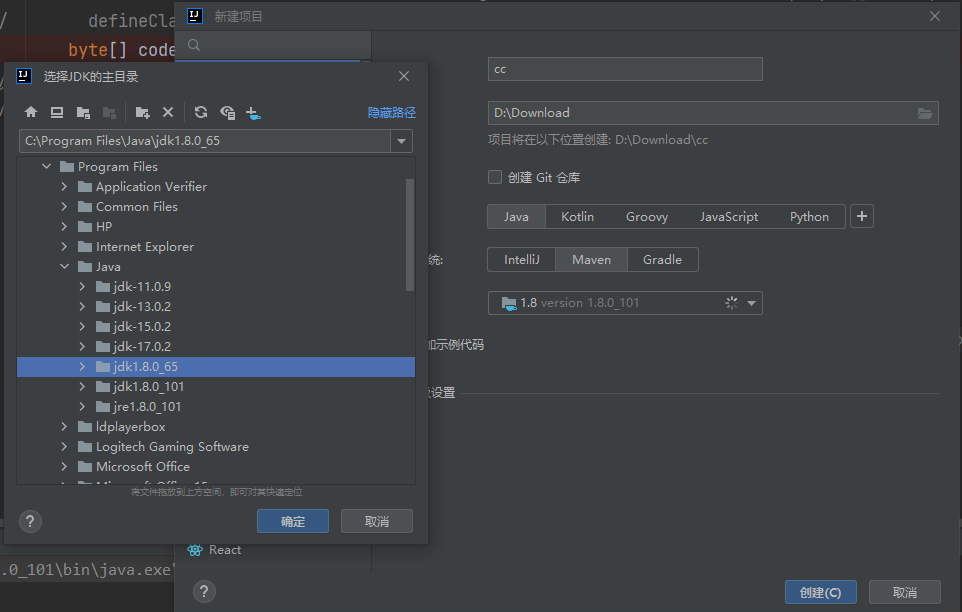 defineCla
byte[] code
新建项目
cc
D:\Download
项目将在以下位置创建: D:\Download\cc
创建 Git 仓库
Java Kotlin Groovy JavaScript Python
统:
IntelliJ Maven Gradle
1.8 version 1.8.0_101
加示例代码
设置
React
.0_101\bin\java.exe"
创建(C) 取消
选择JDK的主目录
隐藏路径
C:\Program Files\Java\jdk1.8.0_65
Program Files
Application Verifier
Common Files
HP
Internet Explorer
Java
jdk-11.0.9
jdk-13.0.2
jdk-15.0.2
jdk-17.0.2
jdk1.8.0_65
jdk1.8.0_101
jre1.8.0_101
ldplayerbox
Logitech Gaming Software
Microsoft Office
将文件拖放到上方空间，即可对其快速定位
确定 取消